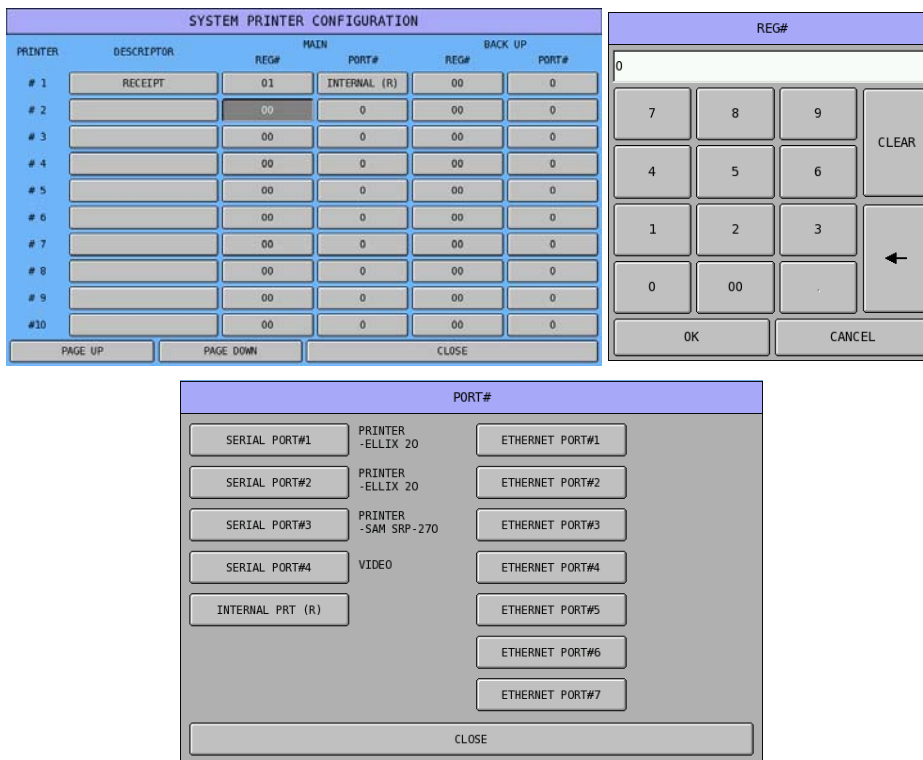 SYSTEM PRINTER CONFIGURATION
PRINTER DESCRIPTOR MAIN BACK UP
REG# PORT# REG# PORT#
# 1 RECEIPT 01 INTERNAL (R) 00 0
# 2 00 0 00 0
# 3 00 0 00 0
# 4 00 0 00 0
# 5 00 0 00 0
# 6 00 0 00 0
# 7 00 0 00 0
# 8 00 0 00 0
# 9 00 0 00 0
#10 00 0 00 0
PAGE UP PAGE DOWN CLOSE
REG#
0
7 8 9
CLEAR
4 5 6
1 2 3
0 00 .
OK CANCEL
PORT#
SERIAL PORT#1 PRINTER
-ELLIX 20
ETHERNET PORT#1
SERIAL PORT#2 PRINTER
-ELLIX 20
ETHERNET PORT#2
SERIAL PORT#3 PRINTER
-SAM SRP-270
ETHERNET PORT#3
SERIAL PORT#4 VIDEO ETHERNET PORT#4
INTERNAL PRT (R) ETHERNET PORT#5
ETHERNET PORT#6
ETHERNET PORT#7
CLOSE